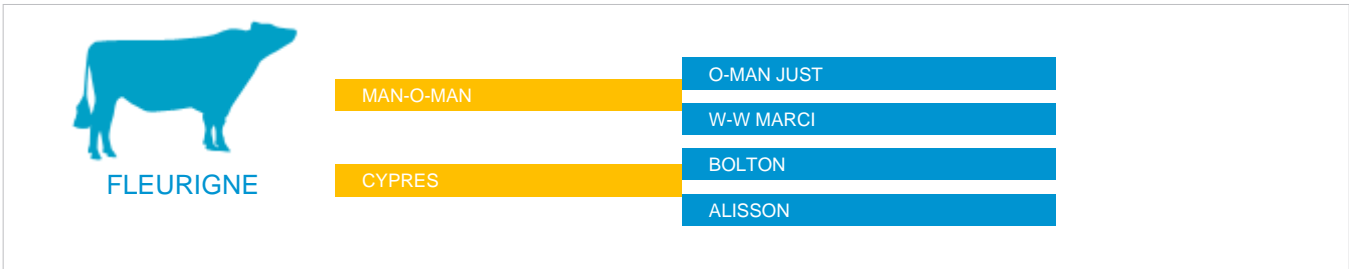 FLEURIGNE
MAN-O-MAN
CYPRES
O-MAN JUST
W-W MARCI
BOLTON
ALISSON